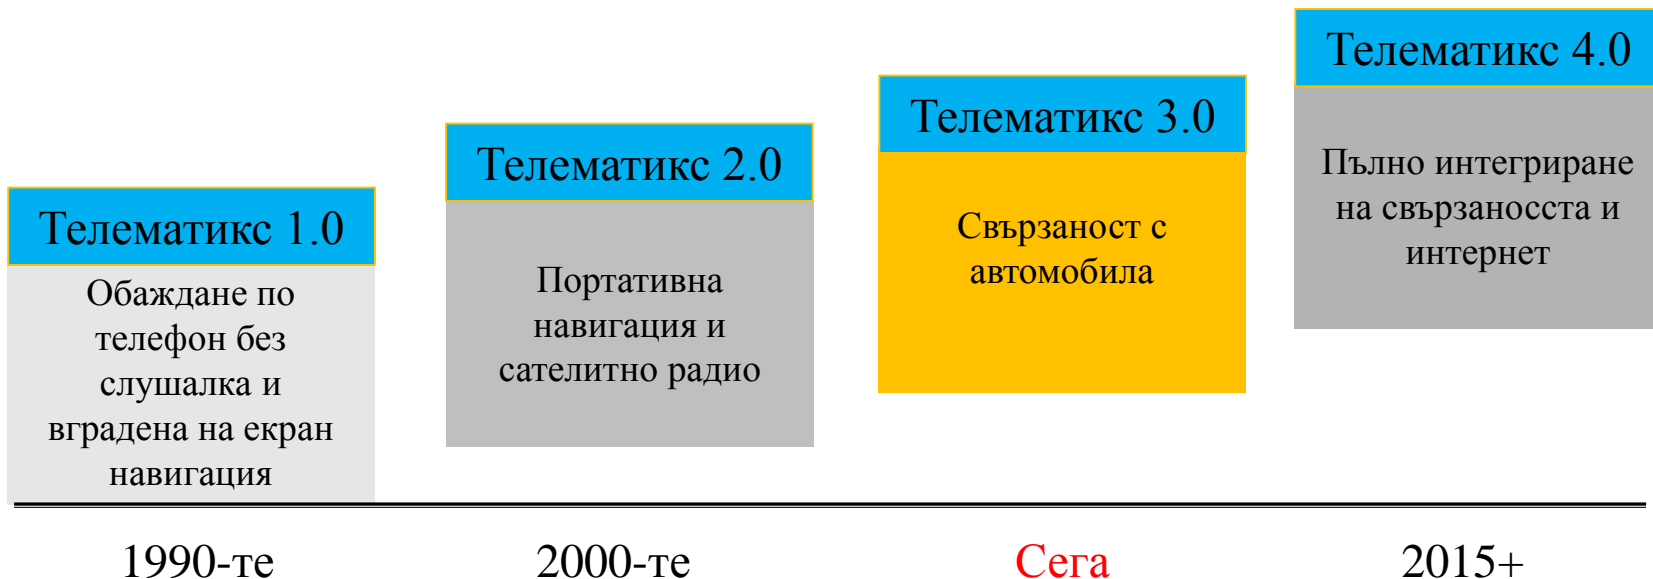 Телематикс 1.0
Обаждане по
телефон без
слушалка и
вградена на екран
навигация
Телематикс 2.0
Портативна
навигация и
сателитно радио
Телематикс 3.0
Свързаност с
автомобила
Телематикс 4.0
Пълно интегриране
на свързаносста и
интернет
1990-те
2000-те
Сега
2015+